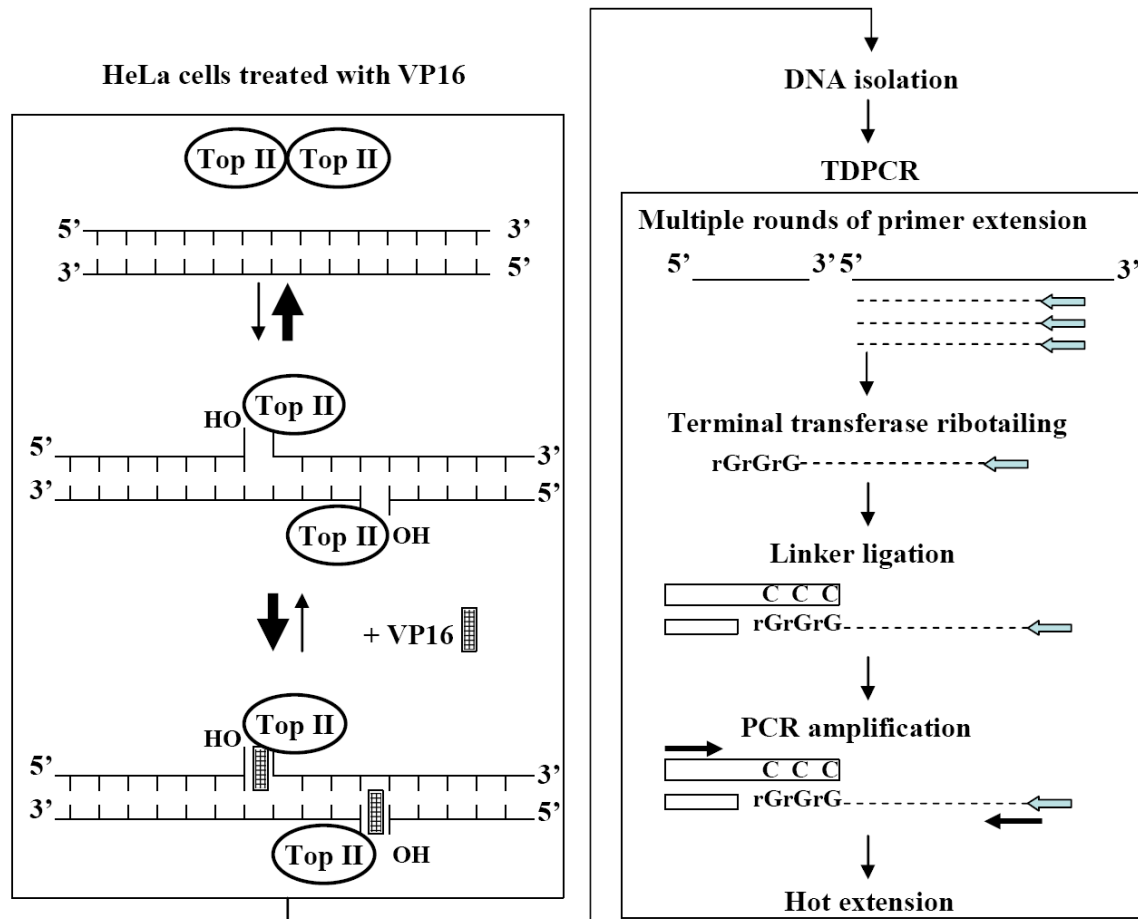 HeLa cells treated with VP16
Top II Top II
5’ 3’
3’ 5’
HO Top II
5’ 3’
3’ 5’
Top II OH
+ VP16
HO Top II
5’ 3’
3’ 5’
Top II OH
DNA isolation
TDPCR
Multiple rounds of primer extension
5’ 3’ 5’ 3’
Terminal transferase ribotailing
rGrGrG
Linker ligation
C C C
rGrGrG
PCR amplification
C C C
rGrGrG
Hot extension